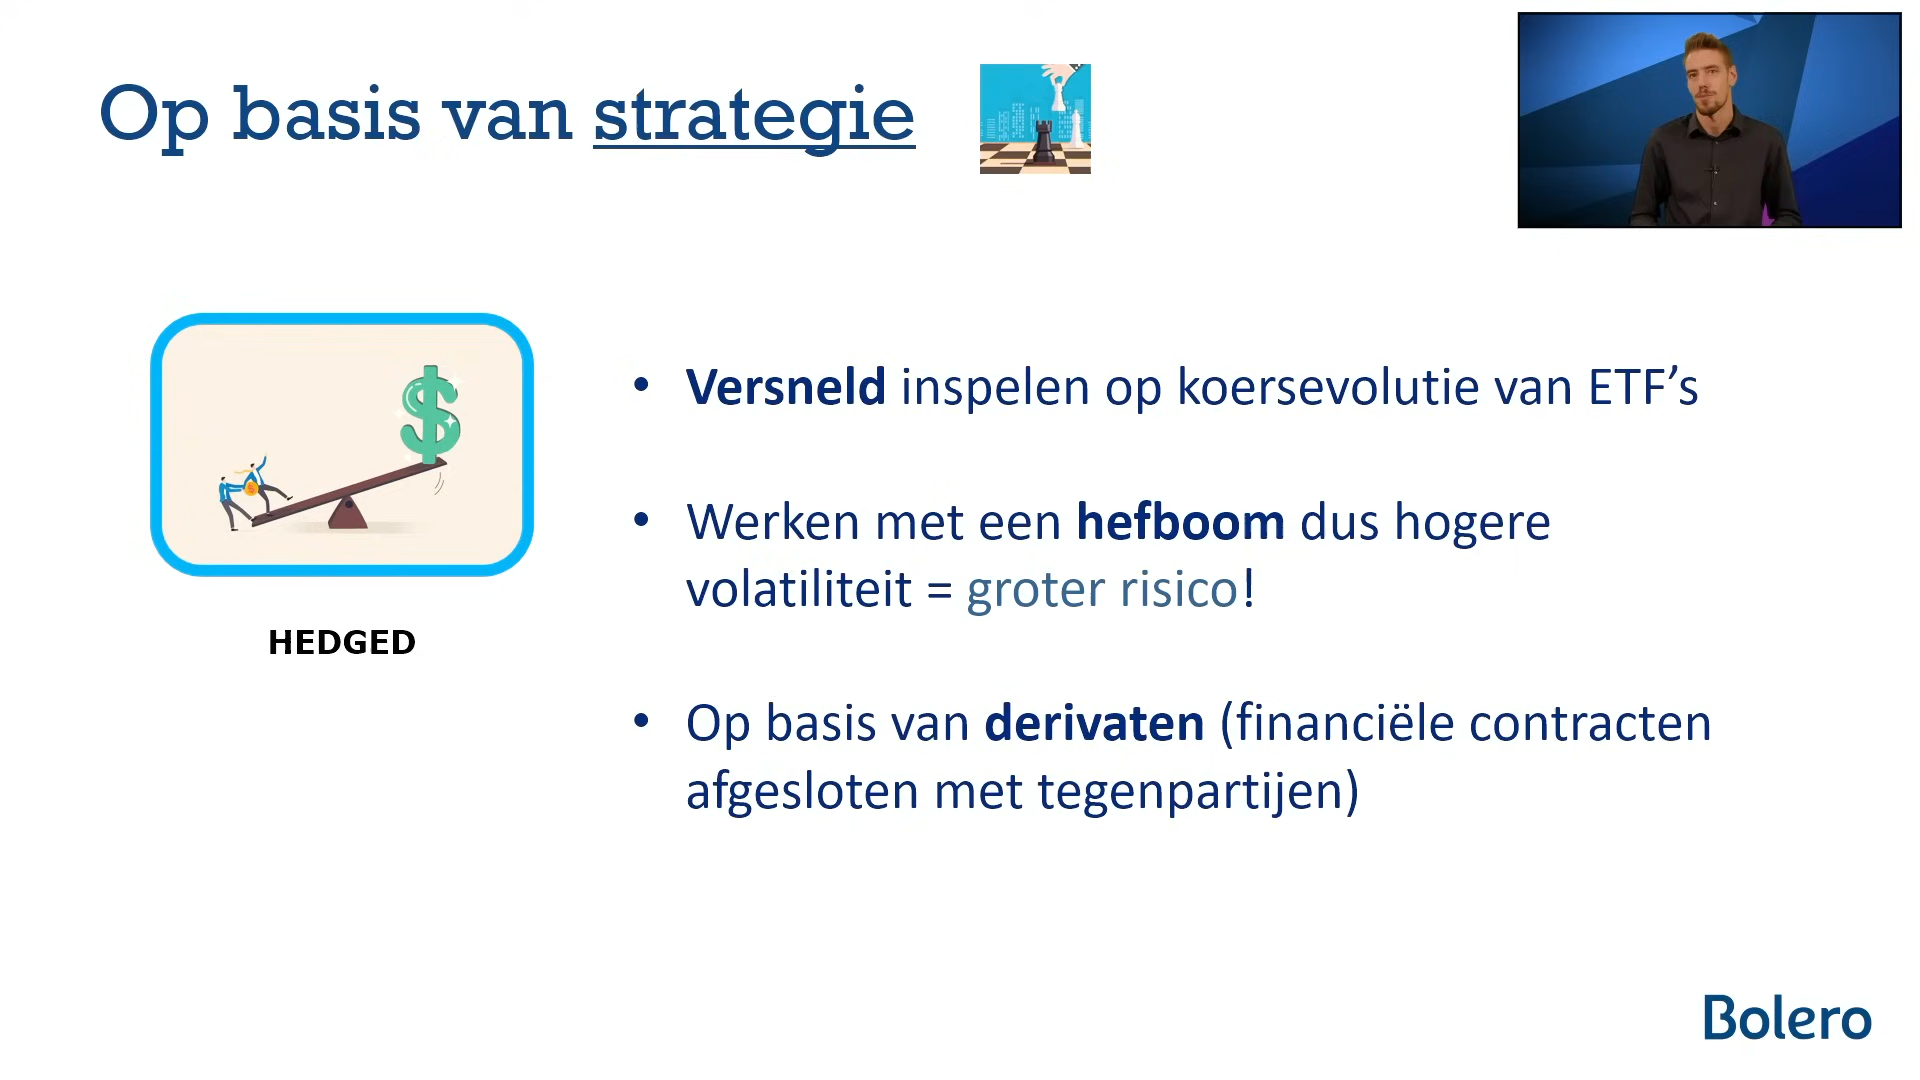 Op basis van strategie
HEDGED
• Versneld inspelen op koersevolutie van ETF’s
• Werken met een hefboom dus hogere
volatiliteit = groter risico!
• Op basis van derivaten (financiële contracten
afgesloten met tegenpartijen)
Bolero